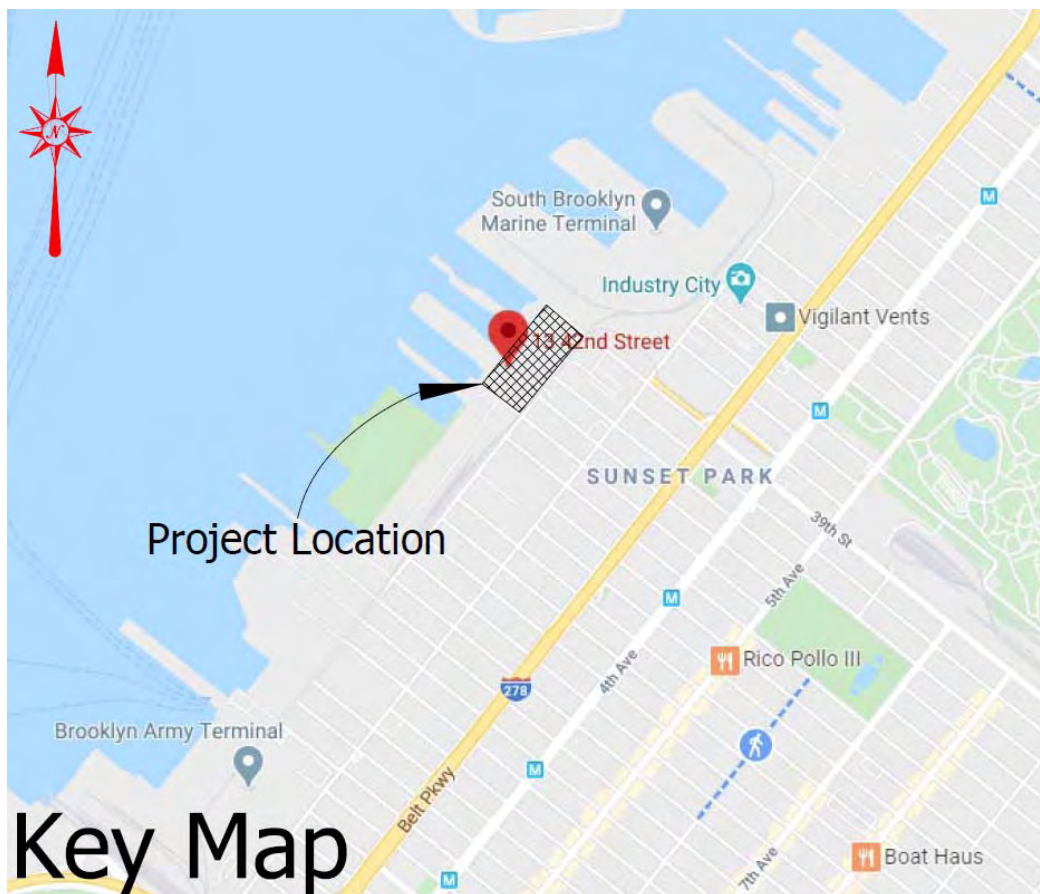 N
South Brooklyn
Marine Terminal
M
Industry City
Vigilant Vents
13 42nd Street
M
SUNSET PARK
39th St
Project Location
5th Ave
M
Rico Pollo III
4th Ave
278
Brooklyn Army Terminal
M
Belt Pkwy
Key Map
Boat Haus
7th Ave
M